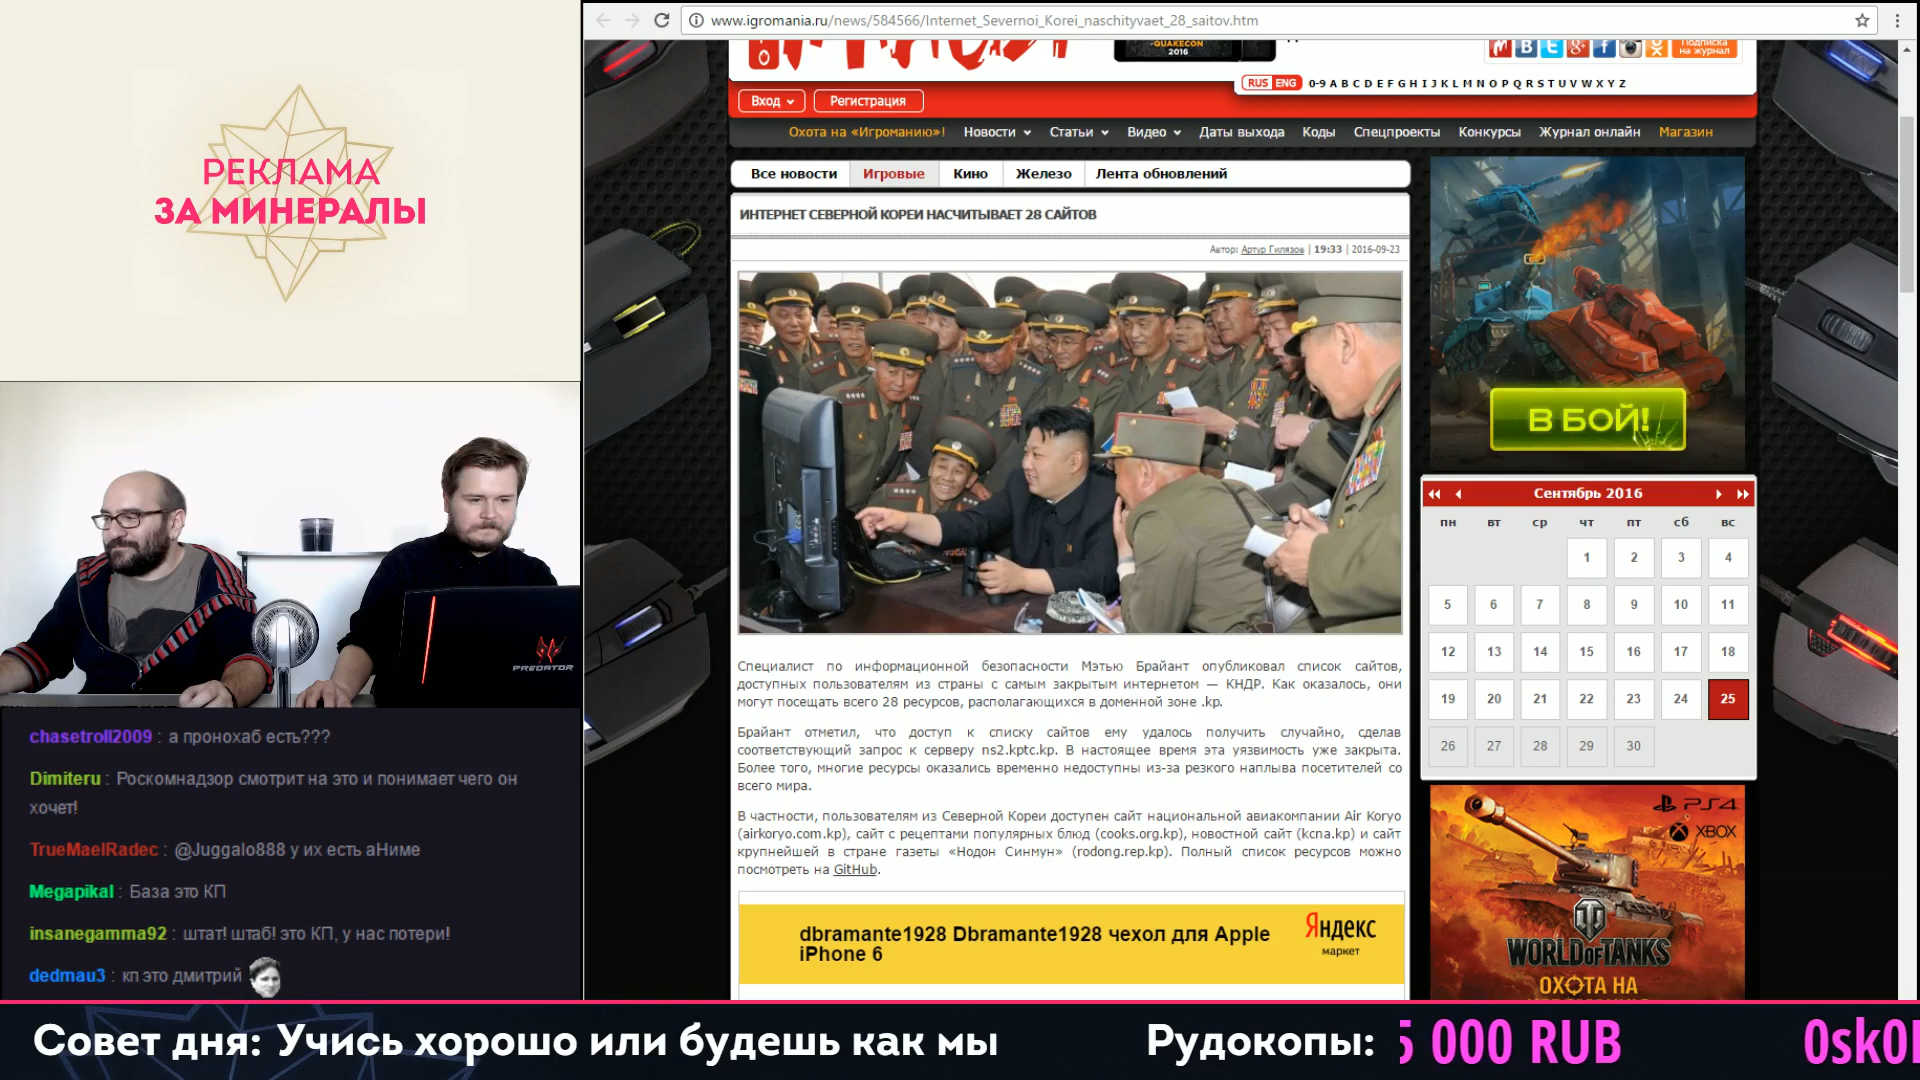 www.igromania.ru/news/584566/Internet_Severnoi_Korei_naschityvaet_28_saitov.htm
QUAKECON
2016
Подписка
на журнал
RUS ENG 0-9 A B C D E F G H I J K L M N O P Q R S T U V W X Y Z
Вход
Регистрация
Охота на «Игроманию»! Новости Статьи Видео Даты выхода Коды Спецпроекты Конкурсы Журнал онлайн Магазин
РЕКЛАМА
ЗА МИНЕРАЛЫ
Все новости Игровые Кино Железо Лента обновлений
ИНТЕРНЕТ СЕВЕРНОЙ КОРЕИ НАСЧИТЫВАЕТ 28 САЙТОВ
Автор: Артур Гилязов | 19:33 | 2016-09-23
Специалист по информационной безопасности Мэтью Брайант опубликовал список сайтов,
доступных пользователям из страны с самым закрытым интернетом — КНДР. Как оказалось, они
могут посещать всего 28 ресурсов, располагающихся в доменной зоне .kp.
Брайант отметил, что доступ к списку сайтов ему удалось получить случайно, сделав
соответствующий запрос к серверу ns2.kptc.kp. В настоящее время эта уязвимость уже закрыта.
Более того, многие ресурсы оказались временно недоступны из-за резкого наплыва посетителей со
всего мира.
В частности, пользователям из Северной Кореи доступен сайт национальной авиакомпании Air Koryo
(airkoryo.com.kp), сайт с рецептами популярных блюд (cooks.org.kp), новостной сайт (kcna.kp) и сайт
крупнейшей в стране газеты «Нодон Синмун» (rodong.rep.kp). Полный список ресурсов можно
посмотреть на GitHub.
dbramante1928 Dbramante1928 чехол для Apple
iPhone 6
Яндекс
маркет
В БОЙ!
Сентябрь 2016
пн вт ср чт пт сб вс
1 2 3 4
5 6 7 8 9 10 11
12 13 14 15 16 17 18
19 20 21 22 23 24 25
26 27 28 29 30
PS4
XBOX
WORLD OF TANKS
ОХОТА НА
PREDATOR
chasetroll2009 : а пронохаб есть???
Dimiteru : Роскомнадзор смотрит на это и понимает чего он
хочет!
TrueMaelRadec : @Juggalo888 у их есть аНиме
Megapikal : База это КП
insanegamma92 : штат! штаб! это КП, у нас потери!
dedmau3 : кп это дмитрий
Совет дня: Учись хорошо или будешь как мы
Рудокопы: 5 000 RUB